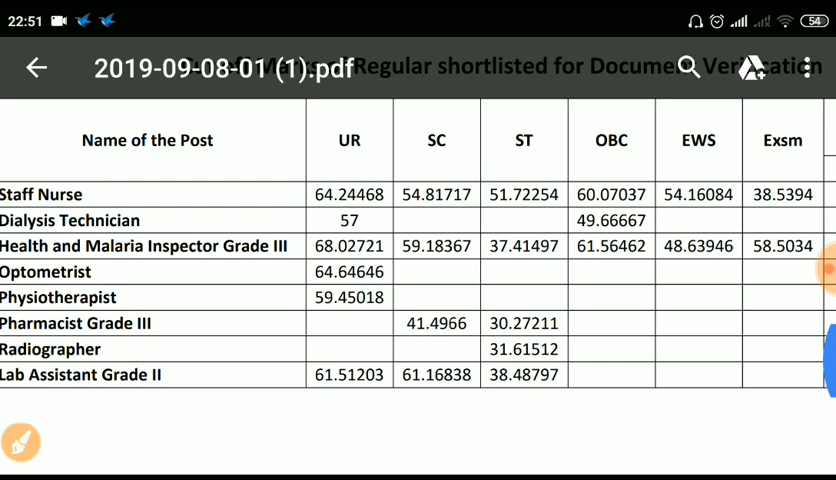 22:51 54
2019-09-08-01 (1).pdf
Regular shortlisted for Document Verification
Name of the Post UR SC ST OBC EWS Exsm
Staff Nurse 64.24468 54.81717 51.72254 60.07037 54.16084 38.5394
Dialysis Technician 57 49.66667
Health and Malaria Inspector Grade III 68.02721 59.18367 37.41497 61.56462 48.63946 58.5034
Optometrist 64.64646
Physiotherapist 59.45018
Pharmacist Grade III 41.4966 30.27211
Radiographer 31.61512
Lab Assistant Grade II 61.51203 61.16838 38.48797